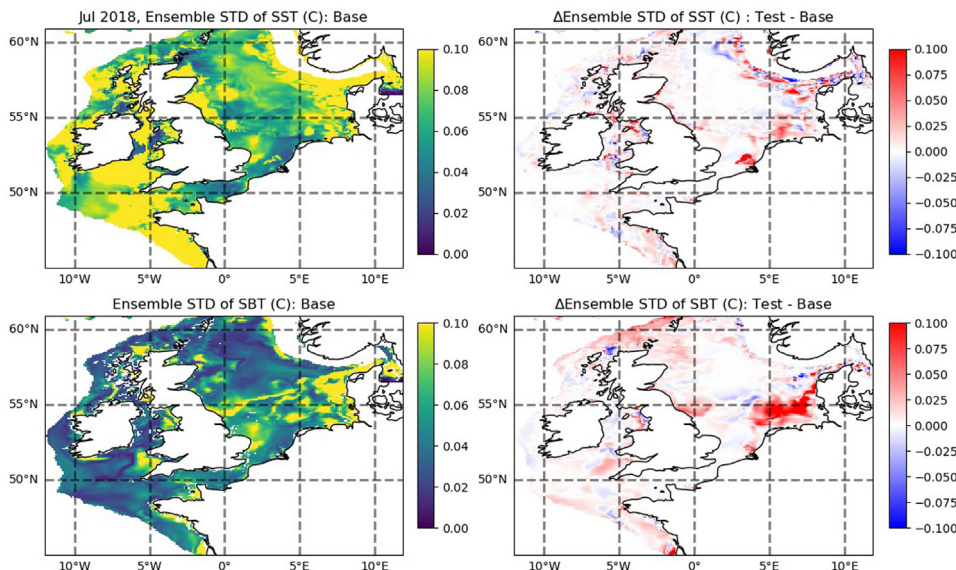 Jul 2018, Ensemble STD of SST (C): Base
ΔEnsemble STD of SST (C) : Test - Base
60°N
55°N
50°N
10°W 5°W 0° 5°E 10°E
0.10
0.08
0.06
0.04
0.02
0.00
60°N
55°N
50°N
10°W 5°W 0° 5°E 10°E
0.100
0.075
0.050
0.025
0.000
−0.025
−0.050
−0.075
−0.100
Ensemble STD of SBT (C): Base
ΔEnsemble STD of SBT (C): Test - Base
60°N
55°N
50°N
10°W 5°W 0° 5°E 10°E
0.10
0.08
0.06
0.04
0.02
0.00
60°N
55°N
50°N
10°W 5°W 0° 5°E 10°E
0.100
0.075
0.050
0.025
0.000
−0.025
−0.050
−0.075
−0.100